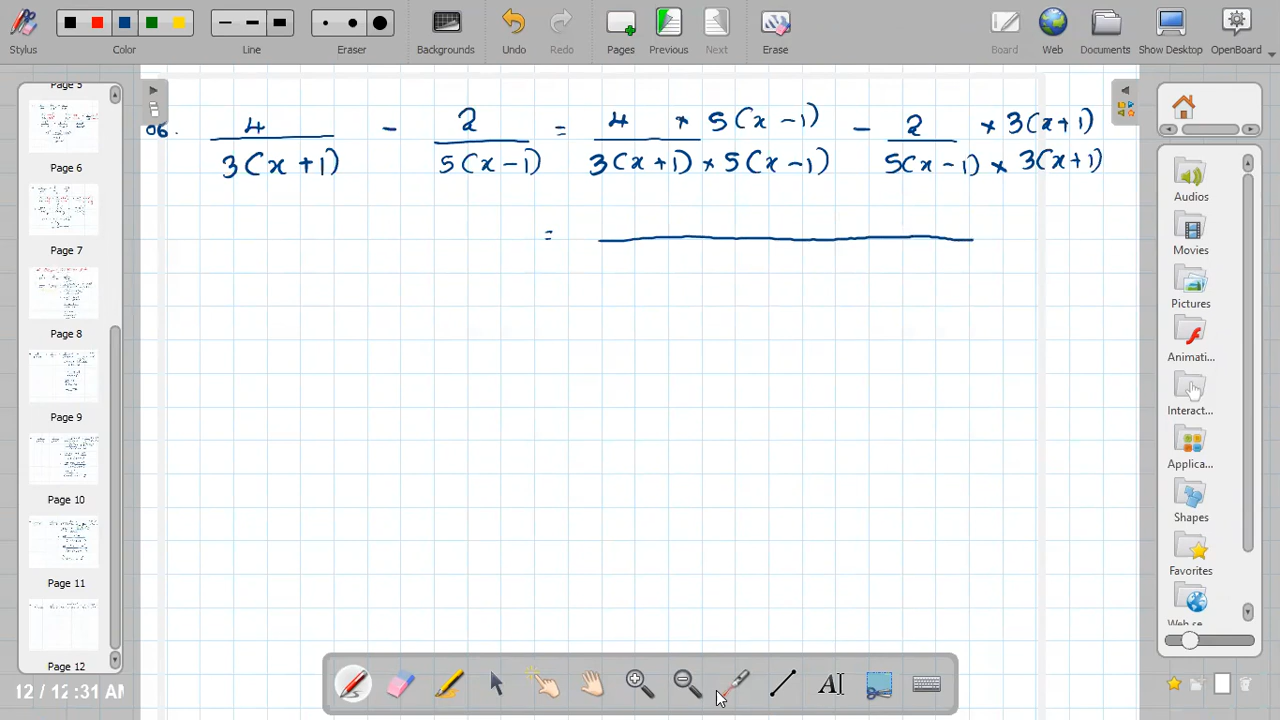 Stylus Color Line Eraser Backgrounds Undo Redo Pages Previous Next Erase Board Web Documents Show Desktop OpenBoard
Page 5
Page 6
Page 7
Page 8
Page 9
Page 10
Page 11
Page 12
12 / 12 :31 AM
06. 4 - 2 = 4 × 5(x -1) - 2 × 3(x+1)
3(x +1) 5(x -1) 3(x +1) × 5(x -1) 5(x -1) × 3(x+1)
=
Audios
Movies
Pictures
Animati...
Interact...
Applica...
Shapes
Favorites
Web se